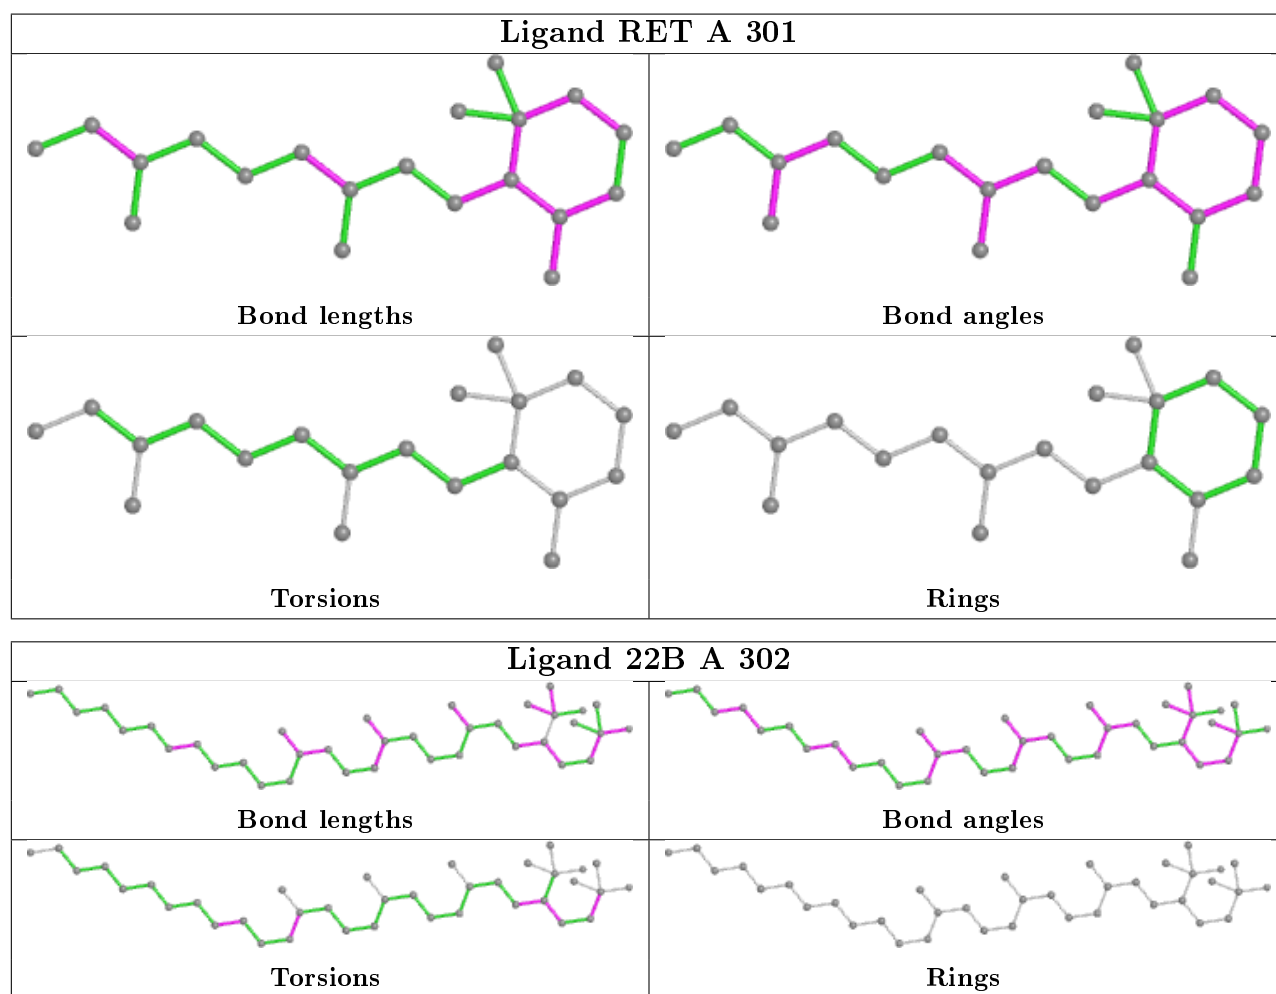 Ligand RET A 301
Bond lengths
Bond angles
Torsions
Rings
Ligand 22B A 302
Bond lengths
Bond angles
Torsions
Rings